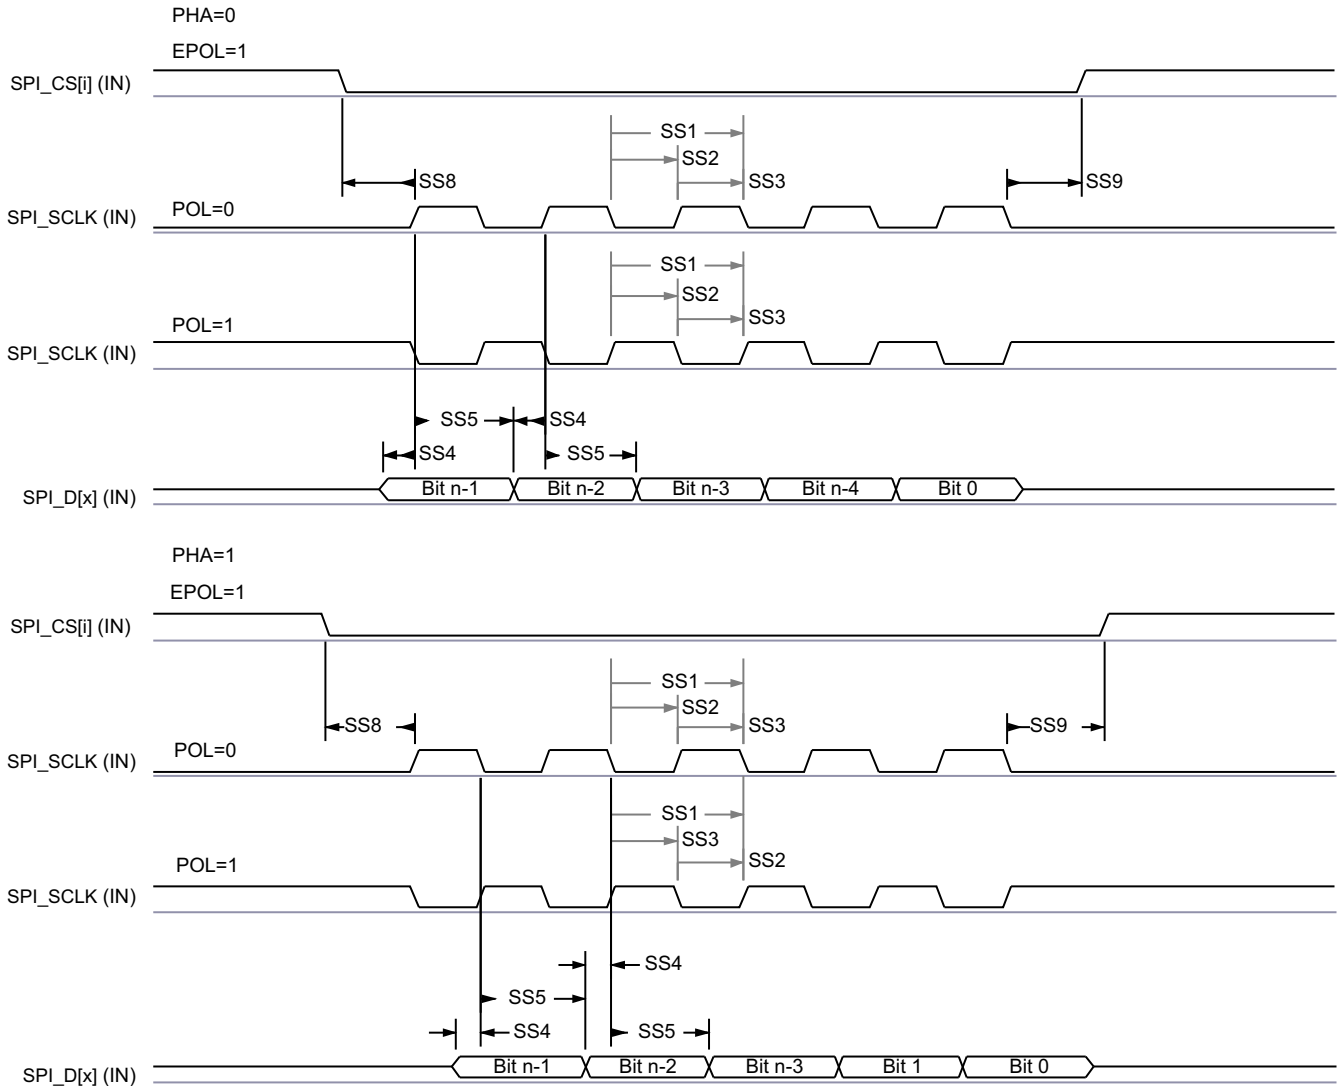 PHA=0
EPOL=1
SPI_CS[i] (IN)
SS1
SS2
SS8 SS3 SS9
SPI_SCLK (IN) POL=0
SS1
SS2
SS3
POL=1
SPI_SCLK (IN)
SS5 SS4
SS4 SS5
SPI_D[x] (IN) Bit n-1 Bit n-2 Bit n-3 Bit n-4 Bit 0
PHA=1
EPOL=1
SPI_CS[i] (IN)
SS1
SS2
SS8 SS3 SS9
POL=0
SPI_SCLK (IN)
SS1
SS3
POL=1 SS2
SPI_SCLK (IN)
SS4
SS5
SS4 SS5
SPI_D[x] (IN) Bit n-1 Bit n-2 Bit n-3 Bit 1 Bit 0